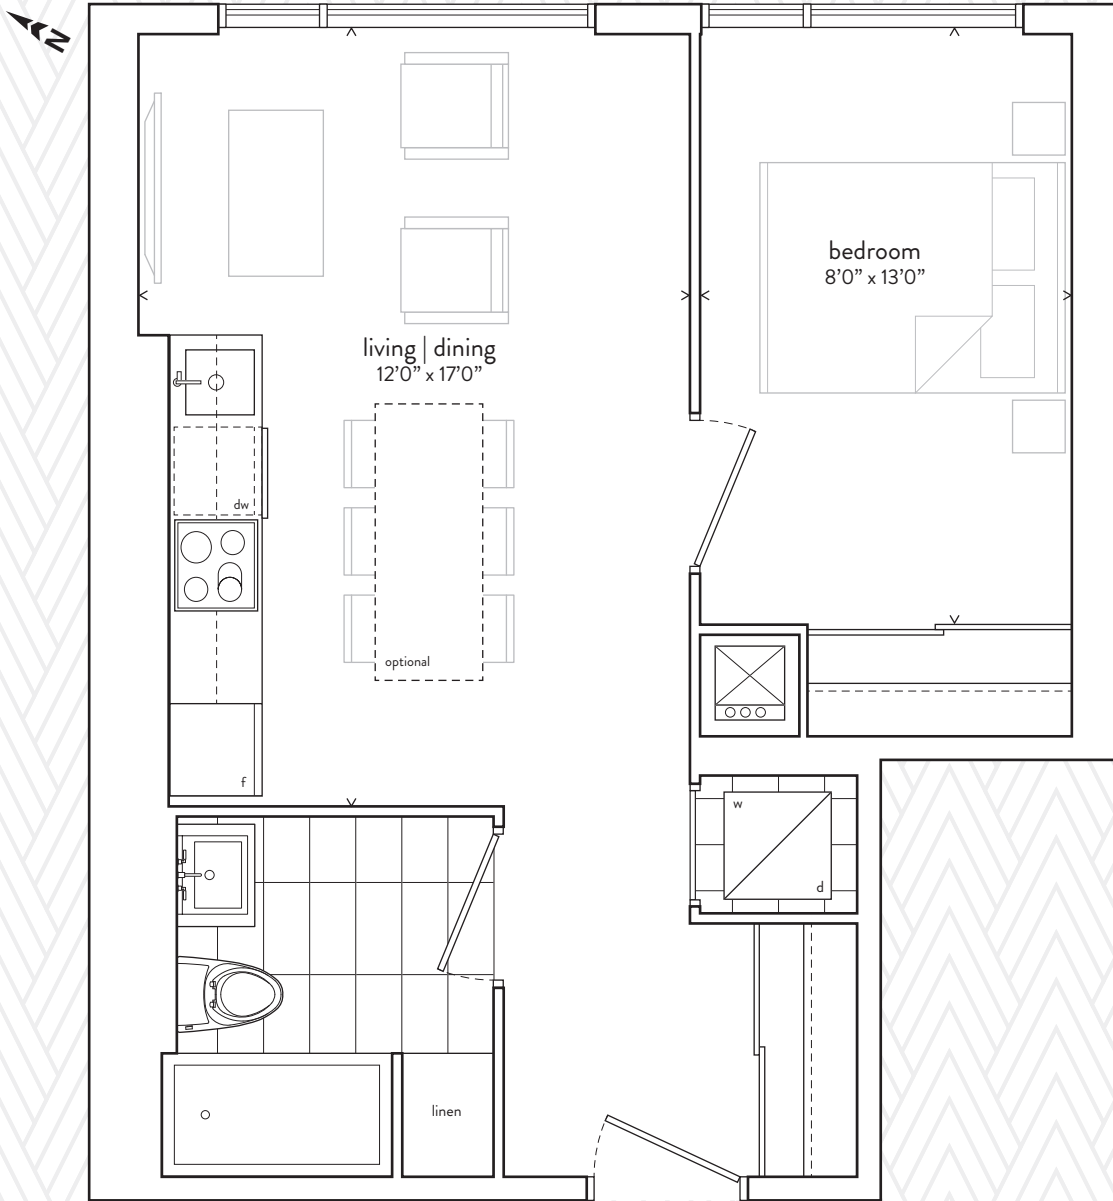 N
bedroom
8'0” x 13'0”
living | dining
12'0” x 17'0”
dw
optional
f
w
d
linen